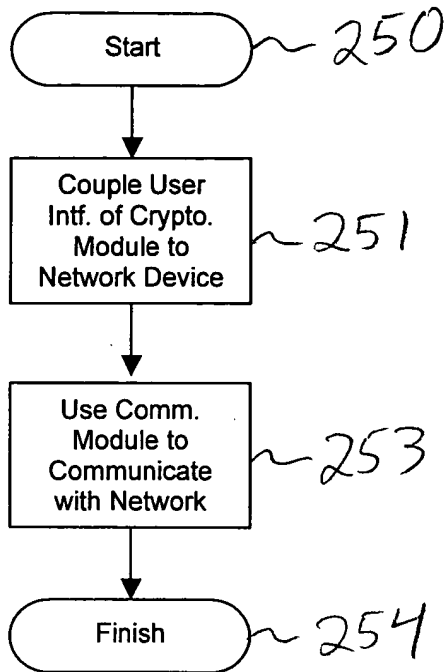 Start
250
Couple User
Intf. of Crypto.
Module to
Network Device
251
Use Comm.
Module to
Communicate
with Network
253
Finish
254